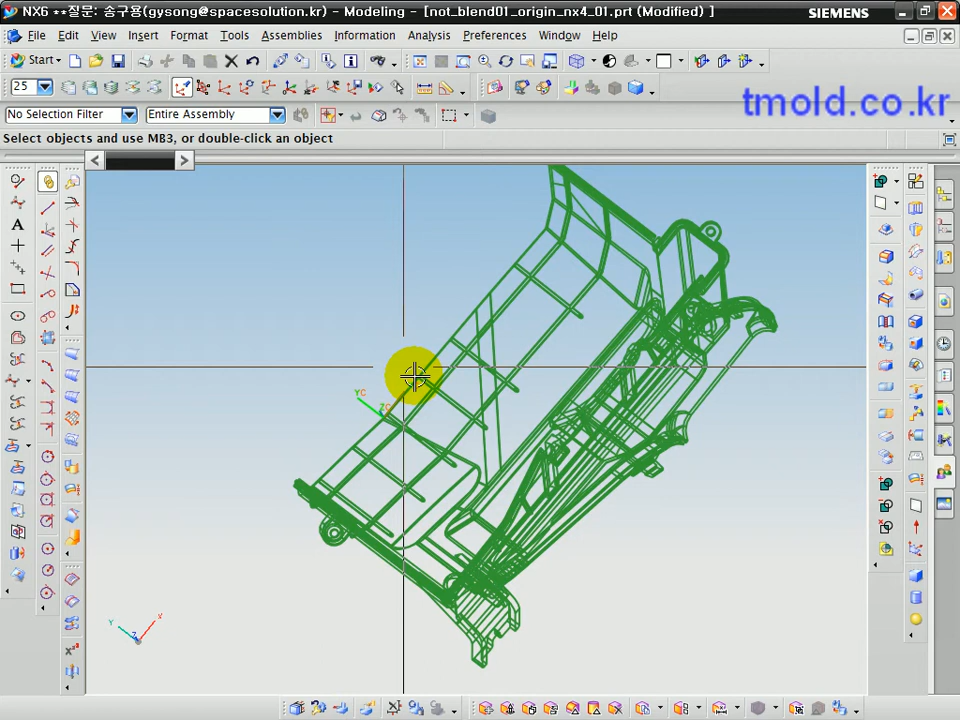 NX6 **질문: 송구용(gysong@spacesolution.kr) - Modeling - [not_blend01_origin_nx4_01.prt (Modified) ]
SIEMENS
File Edit View Insert Format Tools Assemblies Information Analysis Preferences Window Help
Start
25
tmold.co.kr
No Selection Filter Entire Assembly
Select objects and use MB3, or double-click an object
A
YC
ZC
Y
Z
X